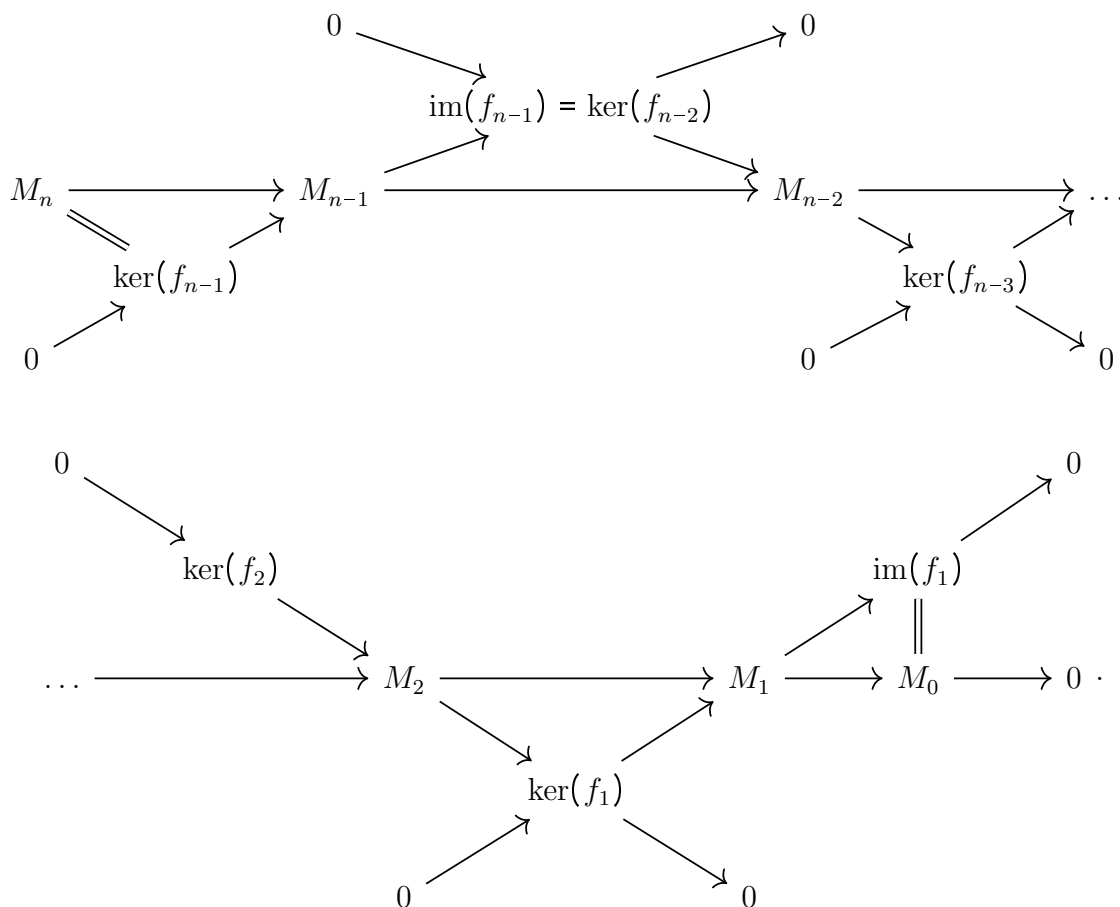 0 0
im(f_{n−1}) = ker(f_{n−2})
M_n M_{n−1} M_{n−2} ...
ker(f_{n−1}) ker(f_{n−3})
0 0 0
0 0
ker(f_2) im(f_1)
... M_2 M_1 M_0 0 ·
ker(f_1)
0 0